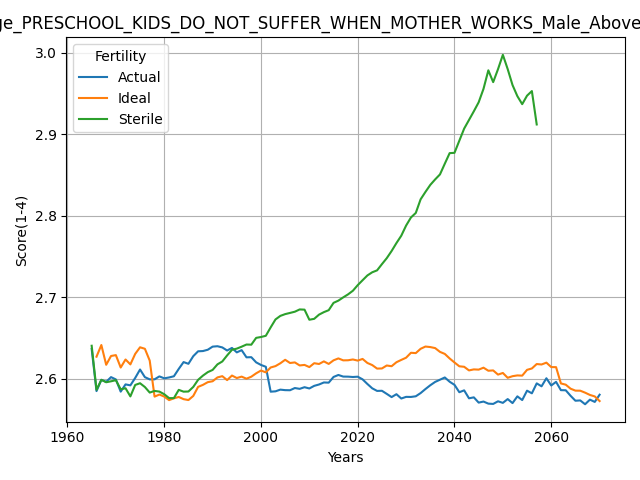 ge_PRESCHOOL_KIDS_DO_NOT_SUFFER_WHEN_MOTHER_WORKS_Male_Above
3.0
2.9
2.8
2.7
2.6
Score(1-4)
Fertility
Actual
Ideal
Sterile
1960 1980 2000 2020 2040 2060
Years